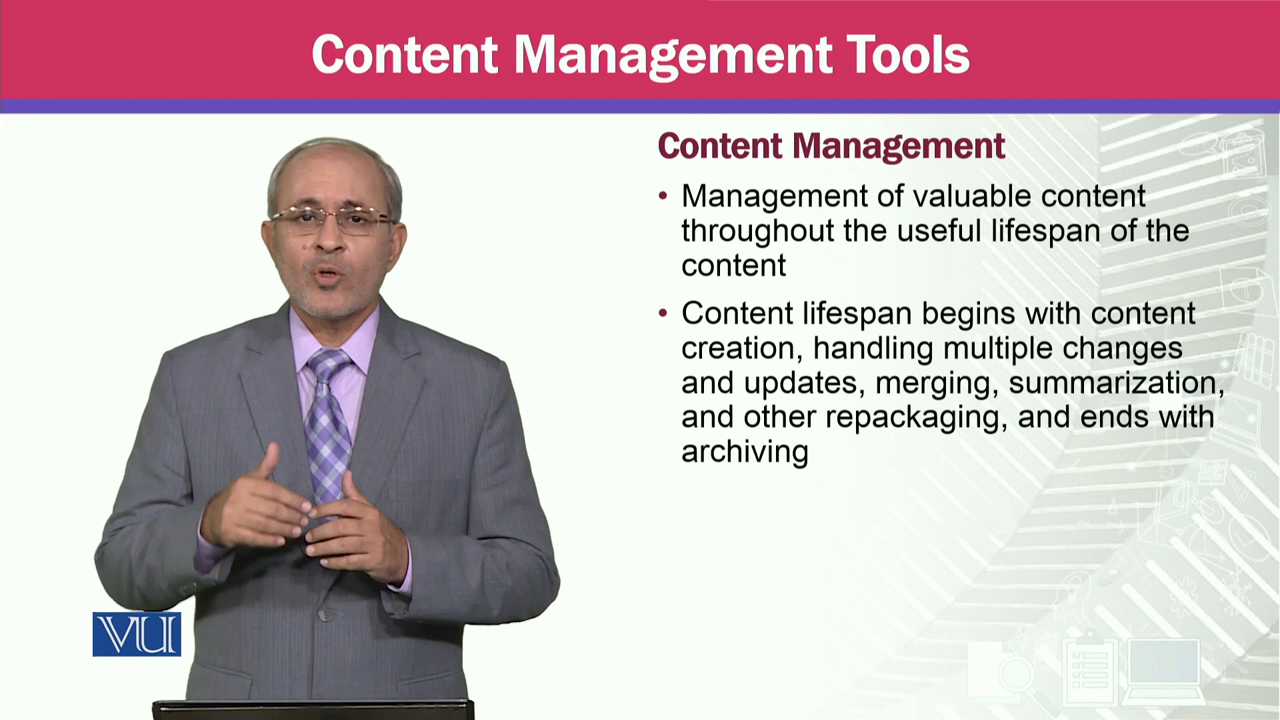 Content Management Tools
Content Management
• Management of valuable content
throughout the useful lifespan of the
content
• Content lifespan begins with content
creation, handling multiple changes
and updates, merging, summarization,
and other repackaging, and ends with
archiving
VU